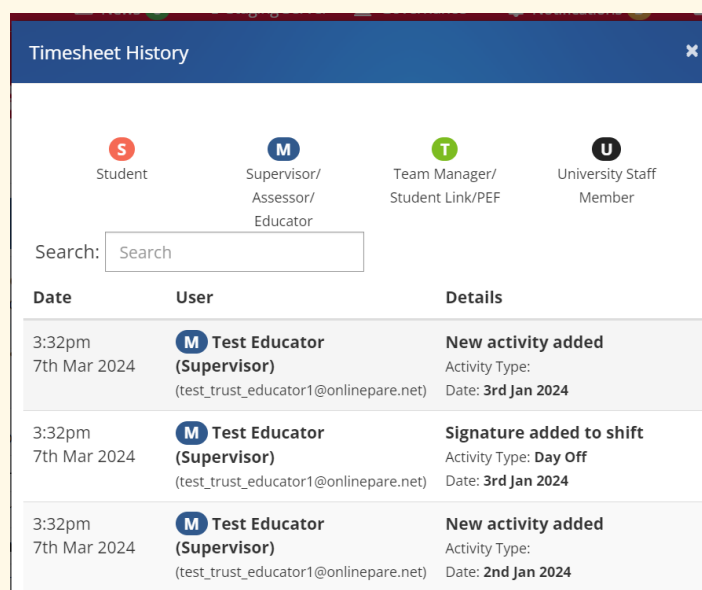 Timesheet History ×
S M T U
Student Supervisor/ Team Manager/ University Staff
Assessor/ Student Link/PEF Member
Educator
Search: Search
Date User Details
3:32pm M Test Educator New activity added
7th Mar 2024 (Supervisor) Activity Type:
(test_trust_educator1@onlinepare.net) Date: 3rd Jan 2024
3:32pm M Test Educator Signature added to shift
7th Mar 2024 (Supervisor) Activity Type: Day Off
(test_trust_educator1@onlinepare.net) Date: 3rd Jan 2024
3:32pm M Test Educator New activity added
7th Mar 2024 (Supervisor) Activity Type:
(test_trust_educator1@onlinepare.net) Date: 2nd Jan 2024